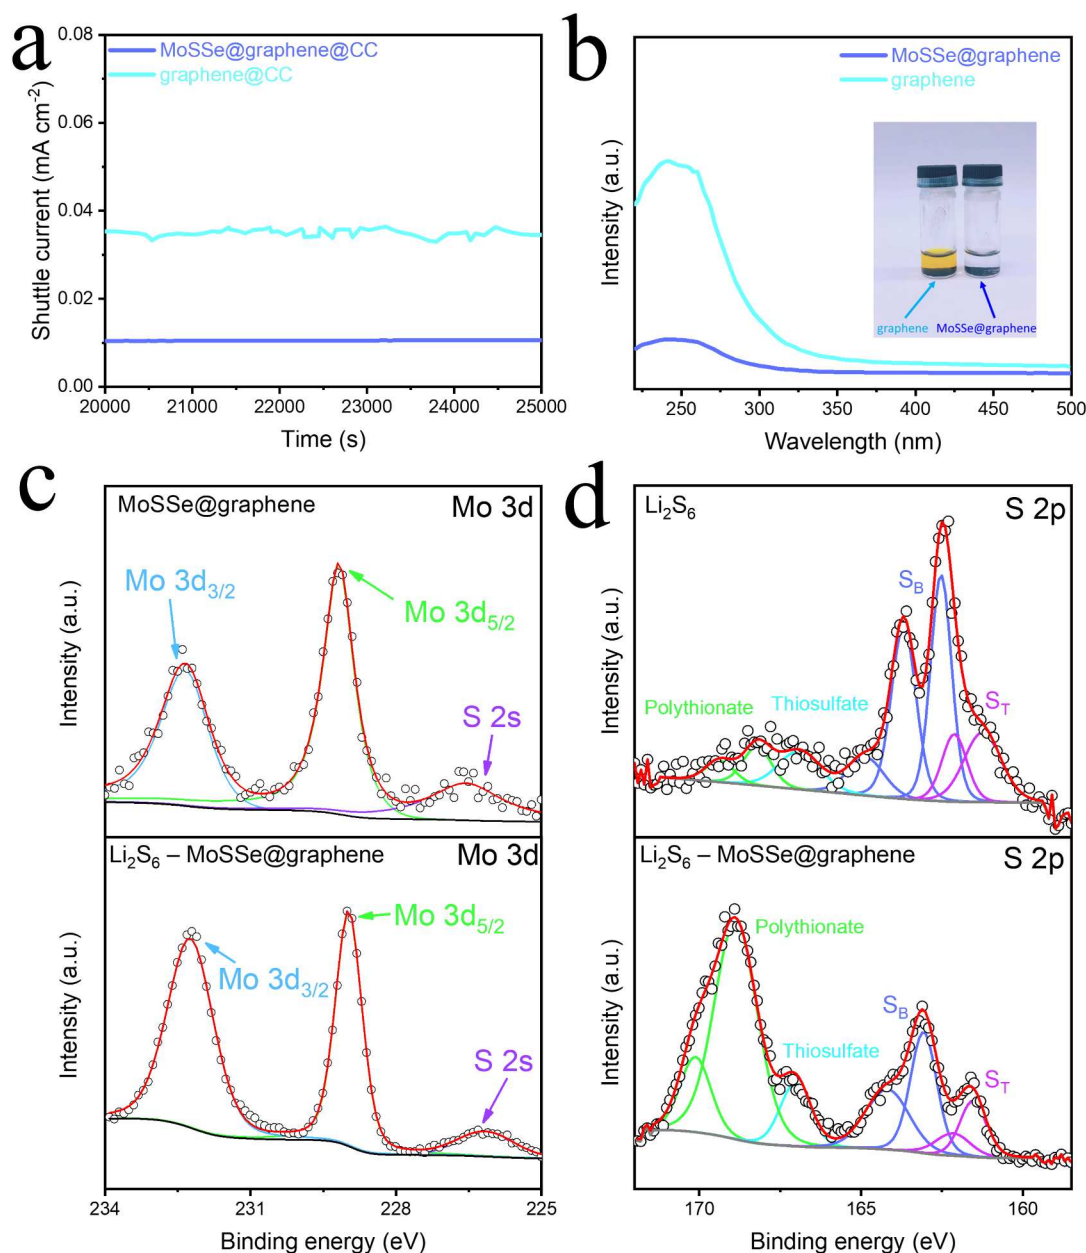 a
MoSSe@graphene@CC
graphene@CC
Shuttle current (mA cm⁻²)
0.08
0.06
0.04
0.02
0.00
20000 21000 22000 23000 24000 25000
Time (s)
b
MoSSe@graphene
graphene
Intensity (a.u.)
graphene MoSSe@graphene
250 300 350 400 450 500
Wavelength (nm)
c
MoSSe@graphene Mo 3d
Mo 3d₃/₂
Mo 3d₅/₂
S 2s
Intensity (a.u.)
Li₂S₆ – MoSSe@graphene Mo 3d
Mo 3d₅/₂
Mo 3d₃/₂
S 2s
Intensity (a.u.)
234 231 228 225
Binding energy (eV)
d
Li₂S₆ S 2p
S_B
Polythionate Thiosulfate S_T
Intensity (a.u.)
Li₂S₆ – MoSSe@graphene S 2p
Polythionate
S_B
Thiosulfate
S_T
Intensity (a.u.)
170 165 160
Binding energy (eV)